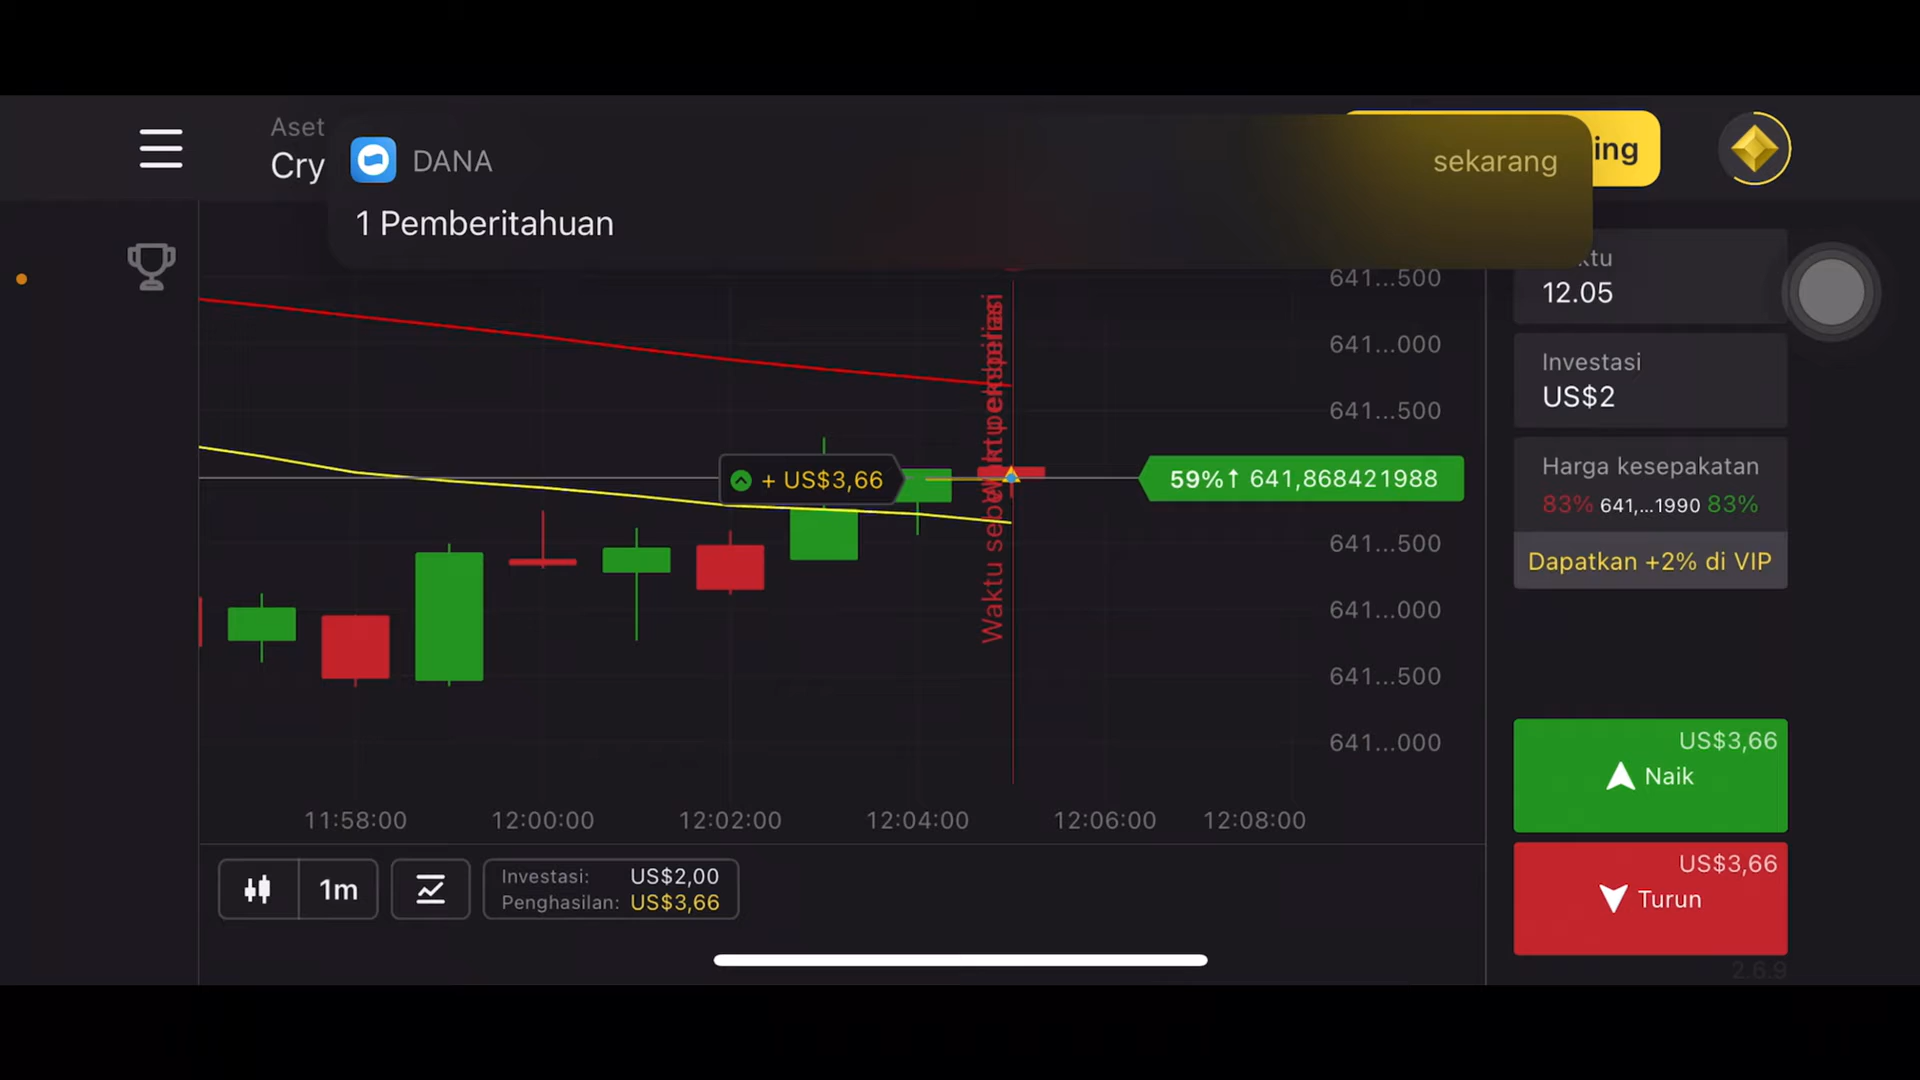 Aset
Cry
DANA
sekarang
ing
1 Pemberitahuan
641...500
641...000
641...500
641...500
641...000
641...500
641...000
+ US$3,66
59%↑ 641,868421988
11:58:00
12:00:00
12:02:00
12:04:00
12:06:00
12:08:00
1m
Investasi: US$2,00
Penghasilan: US$3,66
ktu
12.05
Investasi
US$2
Harga kesepakatan
83% 641,...1990 83%
Dapatkan +2% di VIP
US$3,66
Naik
US$3,66
Turun
2.6.9